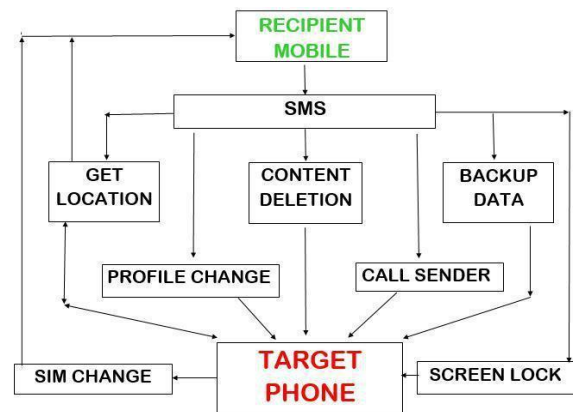 RECIPIENT
MOBILE
SMS
GET
LOCATION
CONTENT
DELETION
BACKUP
DATA
PROFILE CHANGE
CALL SENDER
TARGET
PHONE
SIM CHANGE
SCREEN LOCK